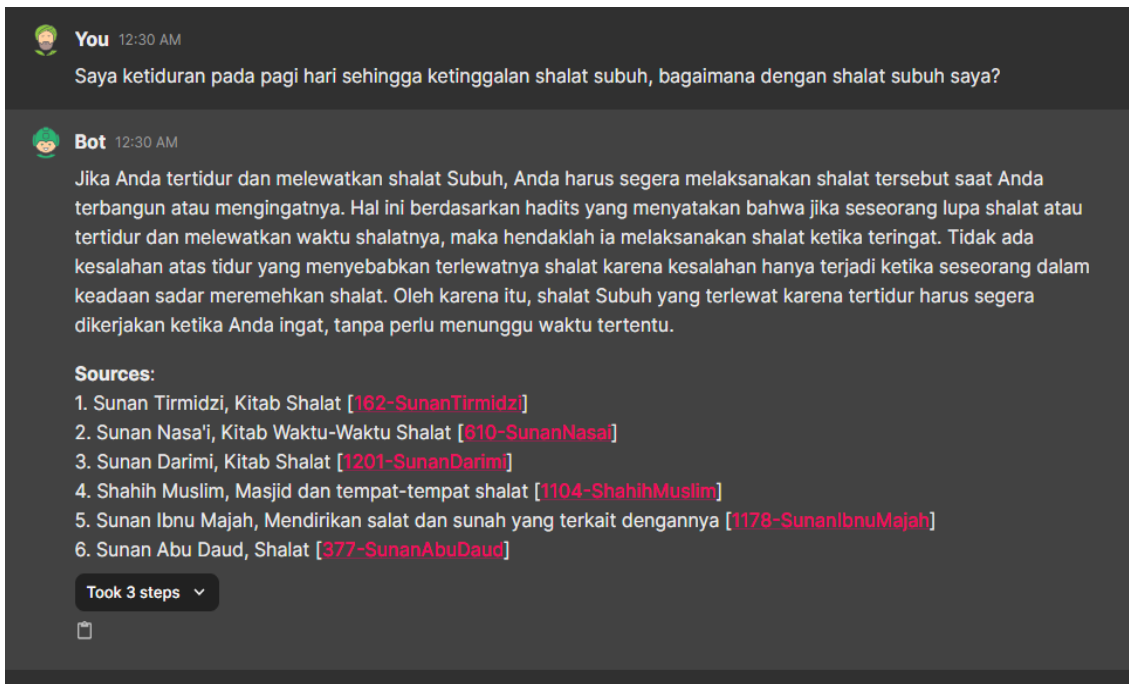 You 12:30 AM
Saya ketiduran pada pagi hari sehingga ketinggalan shalat subuh, bagaimana dengan shalat subuh saya?
Bot 12:30 AM
Jika Anda tertidur dan melewatkan shalat Subuh, Anda harus segera melaksanakan shalat tersebut saat Anda
terbangun atau mengingatnya. Hal ini berdasarkan hadits yang menyatakan bahwa jika seseorang lupa shalat atau
tertidur dan melewatkan waktu shalatnya, maka hendaklah ia melaksanakan shalat ketika teringat. Tidak ada
kesalahan atas tidur yang menyebabkan terlewatnya shalat karena kesalahan hanya terjadi ketika seseorang dalam
keadaan sadar meremehkan shalat. Oleh karena itu, shalat Subuh yang terlewat karena tertidur harus segera
dikerjakan ketika Anda ingat, tanpa perlu menunggu waktu tertentu.
Sources:
1. Sunan Tirmidzi, Kitab Shalat [162-SunanTirmidzi]
2. Sunan Nasa'i, Kitab Waktu-Waktu Shalat [610-SunanNasai]
3. Sunan Darimi, Kitab Shalat [1201-SunanDarimi]
4. Shahih Muslim, Masjid dan tempat-tempat shalat [1104-ShahihMuslim]
5. Sunan Ibnu Majah, Mendirikan salat dan sunah yang terkait dengannya [1178-SunanIbnuMajah]
6. Sunan Abu Daud, Shalat [377-SunanAbuDaud]
Took 3 steps